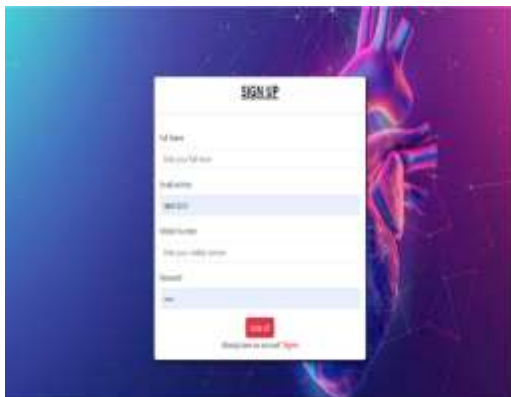 SIGN UP
Full Name
Enter your full name
Email address
Mobile Number
Enter your mobile number
Password
Sign UP
Already have an account? Signin